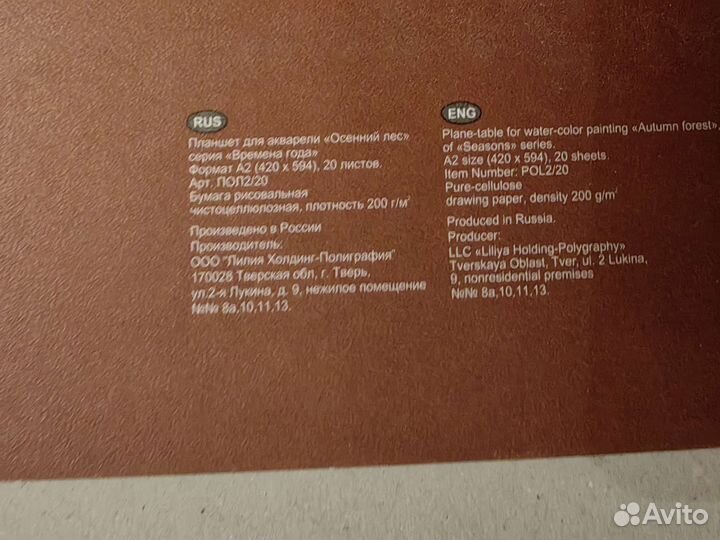 RUS
Планшет для акварели «Осенний лес»
серия «Времена года»
Формат А2 (420 x 594), 20 листов.
Арт. ПОЛ2/20
Бумага рисовальная
чистоцеллюлозная, плотность 200 г/м²
Произведено в России
Производитель:
ООО "Лилия Холдинг-Полиграфия"
170028 Тверская обл, г. Тверь,
ул.2-я Лукина, д. 9, нежилое помещение
№№ 8а,10,11,13.
ENG
Plane-table for water-color painting «Autumn forest»
of «Seasons» series.
A2 size (420 x 594), 20 sheets.
Item Number: POL2/20
Pure-cellulose
drawing paper, density 200 g/m²
Produced in Russia.
Producer:
LLC «Liliya Holding-Polygraphy»
Tverskaya Oblast, Tver, ul. 2 Lukina,
9, nonresidential premises
№№ 8a,10,11,13.
Avito